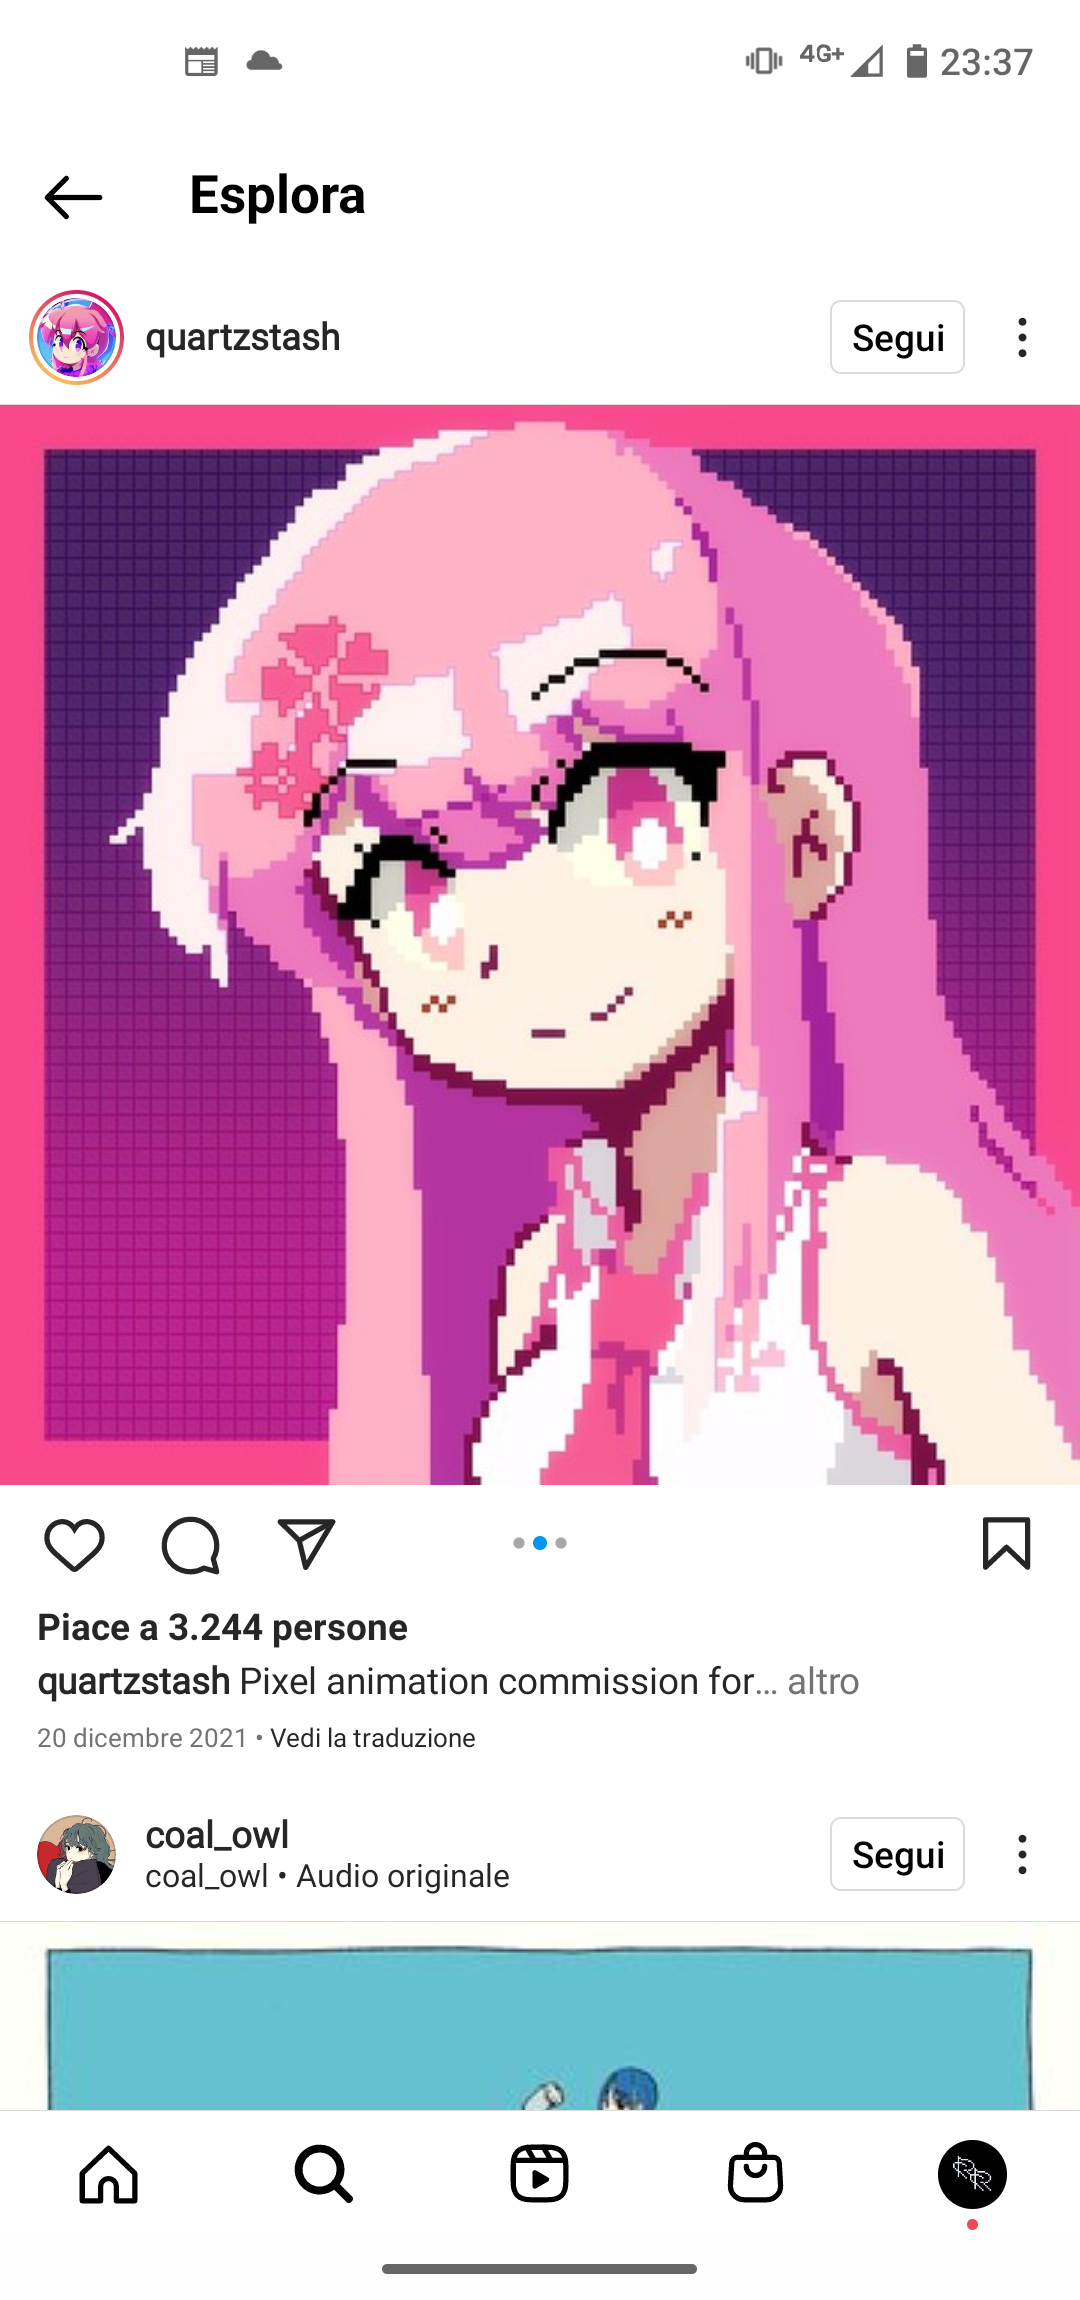 4G+ 23:37
Esplora
quartzstash Segui
Piace a 3.244 persone
quartzstash Pixel animation commission for... altro
20 dicembre 2021 • Vedi la traduzione
coal_owl
coal_owl • Audio originale
Segui